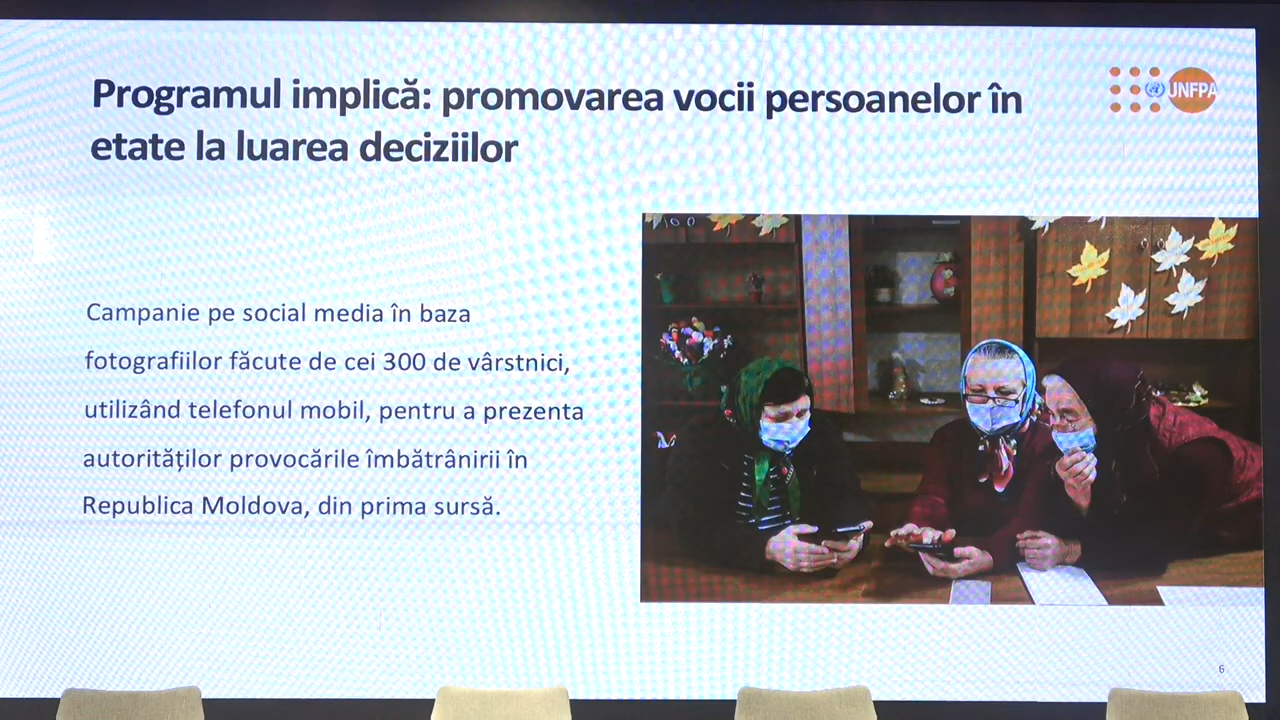 Programul implică: promovarea vocii persoanelor în
etate la luarea deciziilor
UNFPA
Campanie pe social media în baza
fotografiilor făcute de cei 300 de vârstnici,
utilizând telefonul mobil, pentru a prezenta
autorităților provocările îmbătrânirii în
Republica Moldova, din prima sursă.
6